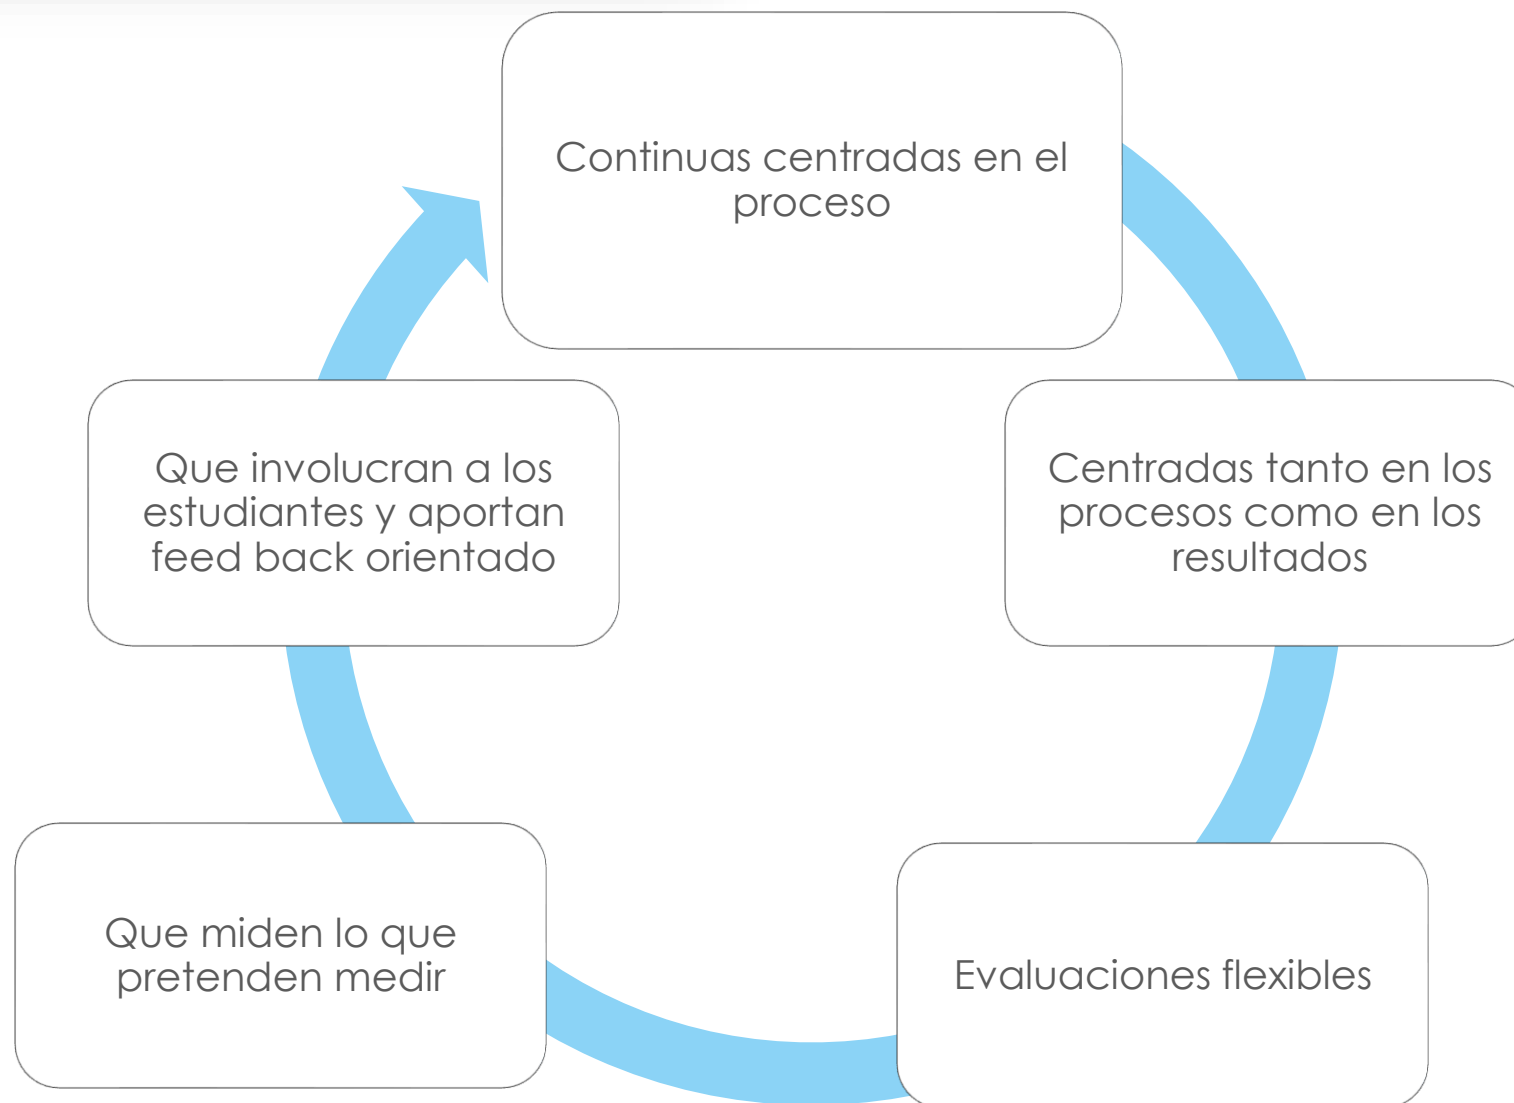 Continuas centradas en el
proceso
Centradas tanto en los
procesos como en los
resultados
Evaluaciones flexibles
Que miden lo que
pretenden medir
Que involucran a los
estudiantes y aportan
feed back orientado